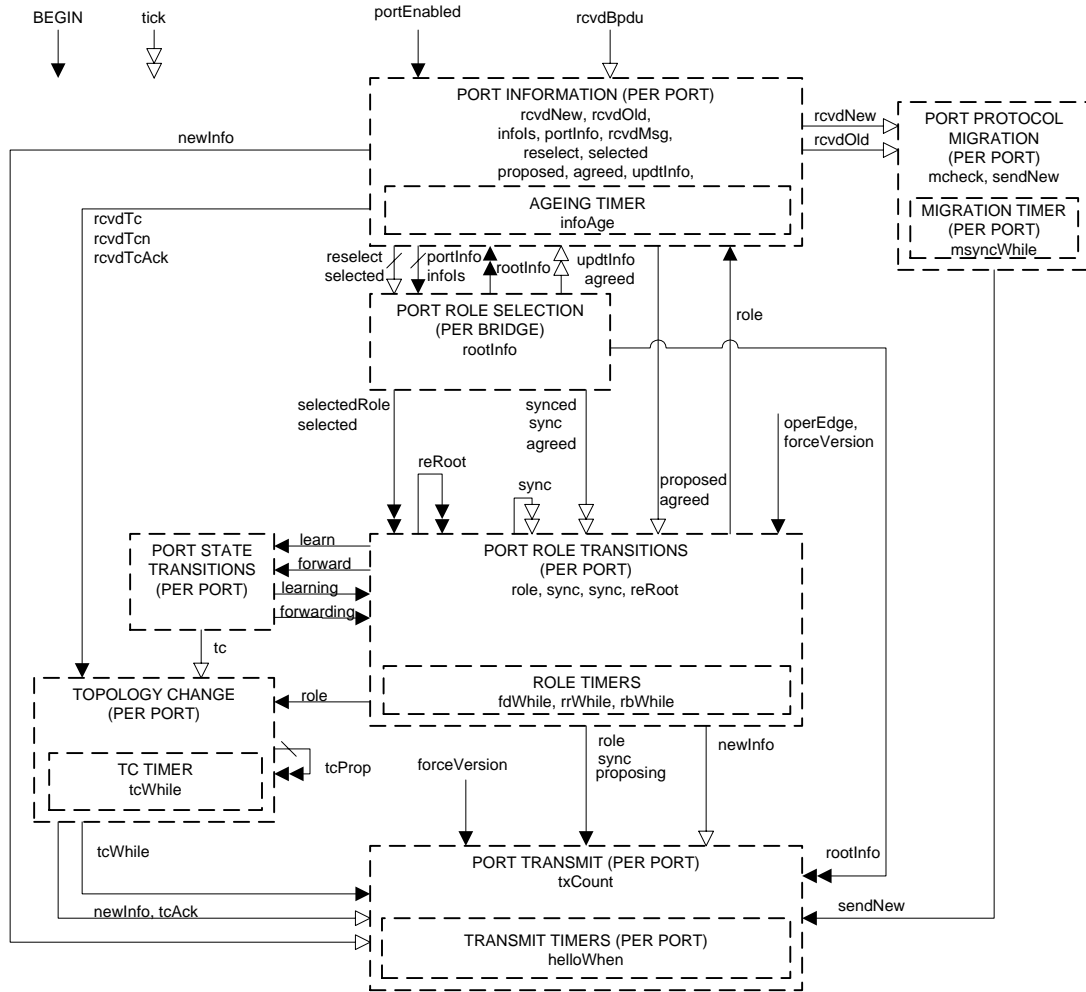 BEGIN
tick
portEnabled
rcvdBpdu
PORT INFORMATION (PER PORT)
rcvdNew, rcvdOld,
infoIs, portInfo, rcvdMsg,
reselect, selected
proposed, agreed, updtInfo,
AGEING TIMER
infoAge
newInfo
rcvdNew
rcvdOld
PORT PROTOCOL
MIGRATION
(PER PORT)
mcheck, sendNew
MIGRATION TIMER
(PER PORT)
msyncWhile
rcvdTc
rcvdTcn
rcvdTcAck
reselect
selected
portInfo
infoIs
rootInfo
updtInfo
agreed
role
PORT ROLE SELECTION
(PER BRIDGE)
rootInfo
selectedRole
selected
synced
sync
agreed
operEdge,
forceVersion
reRoot
sync
proposed
agreed
PORT STATE
TRANSITIONS
(PER PORT)
learn
forward
learning
forwarding
PORT ROLE TRANSITIONS
(PER PORT)
role, sync, sync, reRoot
ROLE TIMERS
fdWhile, rrWhile, rbWhile
tc
TOPOLOGY CHANGE
(PER PORT)
TC TIMER
tcWhile
role
tcProp
forceVersion
role
sync
proposing
newInfo
tcWhile
newInfo, tcAck
PORT TRANSMIT (PER PORT)
txCount
TRANSMIT TIMERS (PER PORT)
helloWhen
rootInfo
sendNew